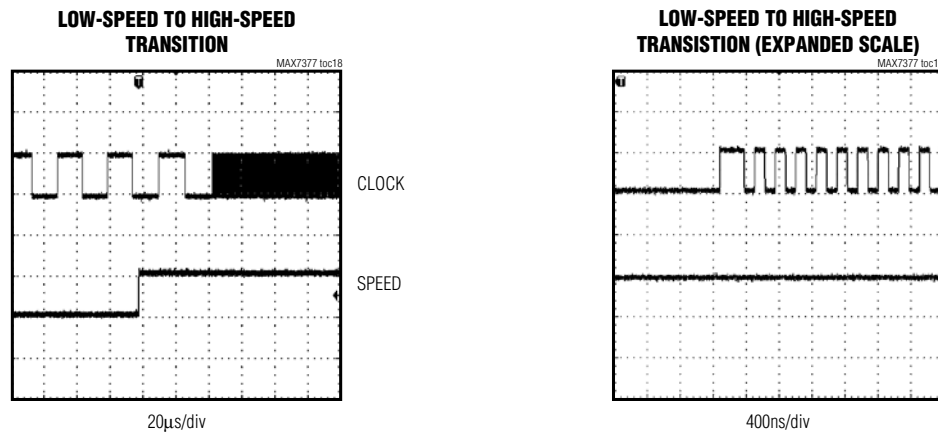 LOW-SPEED TO HIGH-SPEED
TRANSITION
MAX7377 toc18
CLOCK
SPEED
20µs/div
LOW-SPEED TO HIGH-SPEED
TRANSISTION (EXPANDED SCALE)
MAX7377
400ns/div